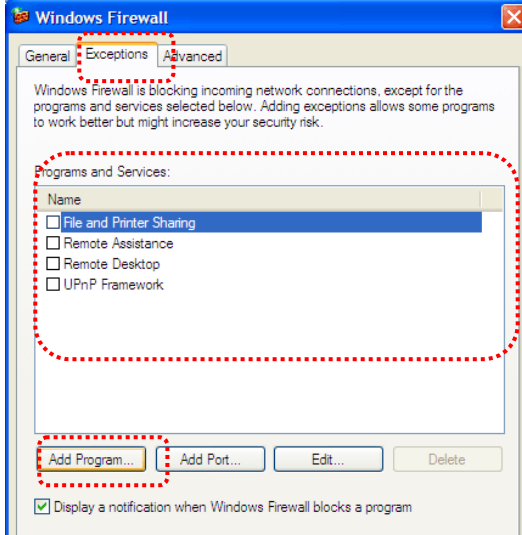 Windows Firewall
General Exceptions Advanced
Windows Firewall is blocking incoming network connections, except for the
programs and services selected below. Adding exceptions allows some programs
to work better but might increase your security risk.
Programs and Services:
Name
File and Printer Sharing
Remote Assistance
Remote Desktop
UPnP Framework
Add Program... Add Port... Edit... Delete
Display a notification when Windows Firewall blocks a program